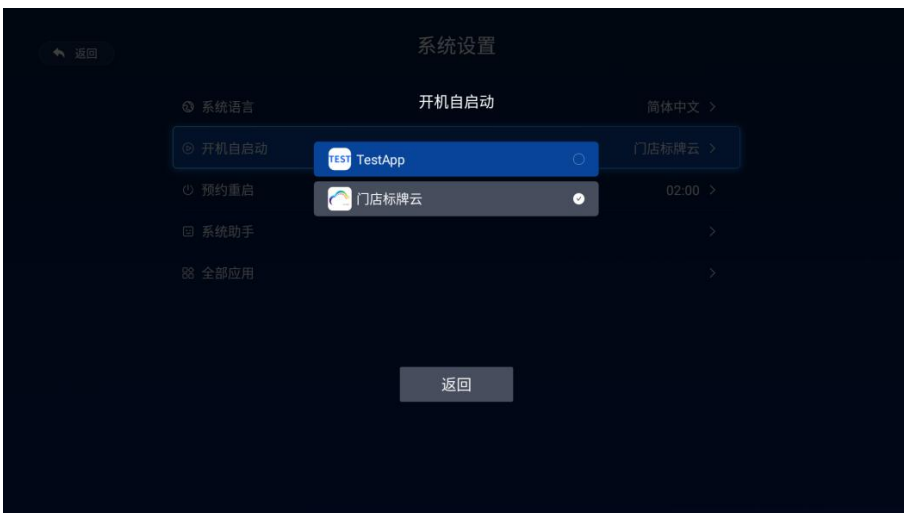 返回
系统设置
开机自启动
系统语言
简体中文
开机自启动
门店标牌云
TEST TestApp
预约重启
02:00
门店标牌云
系统助手
全部应用
返回